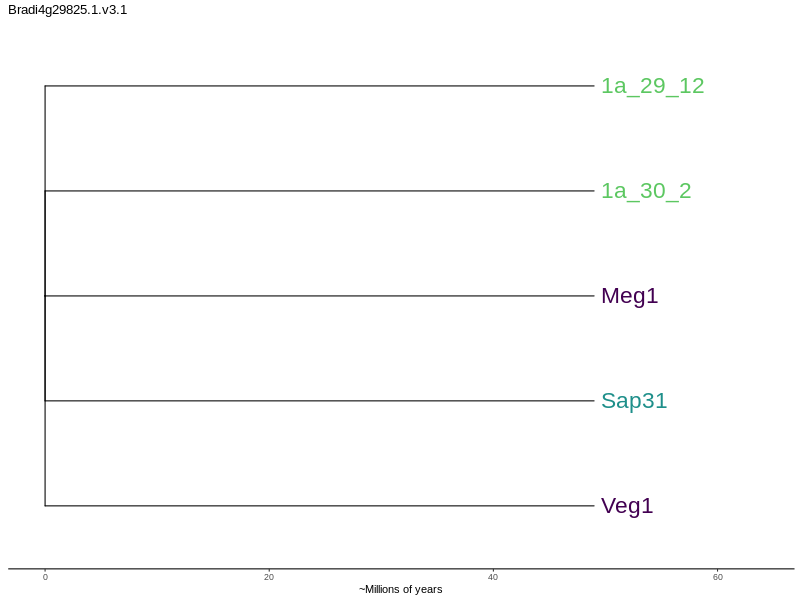 Bradi4g29825.1.v3.1
1a_29_12
1a_30_2
Meg1
Sap31
Veg1
0 20 40 60
~Millions of years